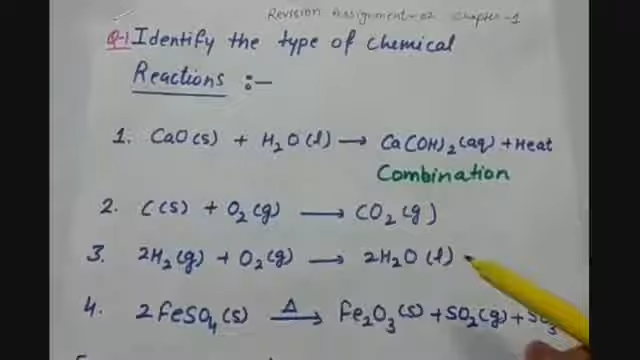 Revision Assignment-02 Chapter-1
Q-1 Identify the type of Chemical
Reactions :-
1. CaO(s) + H₂O(l) → Ca(OH)₂(aq) + Heat
Combination
2. C(s) + O₂(g) → CO₂(g)
3. 2H₂(g) + O₂(g) → 2H₂O(l)
4. 2FeSO₄(s) Δ→ Fe₂O₃(s) + SO₂(g) + SO₃